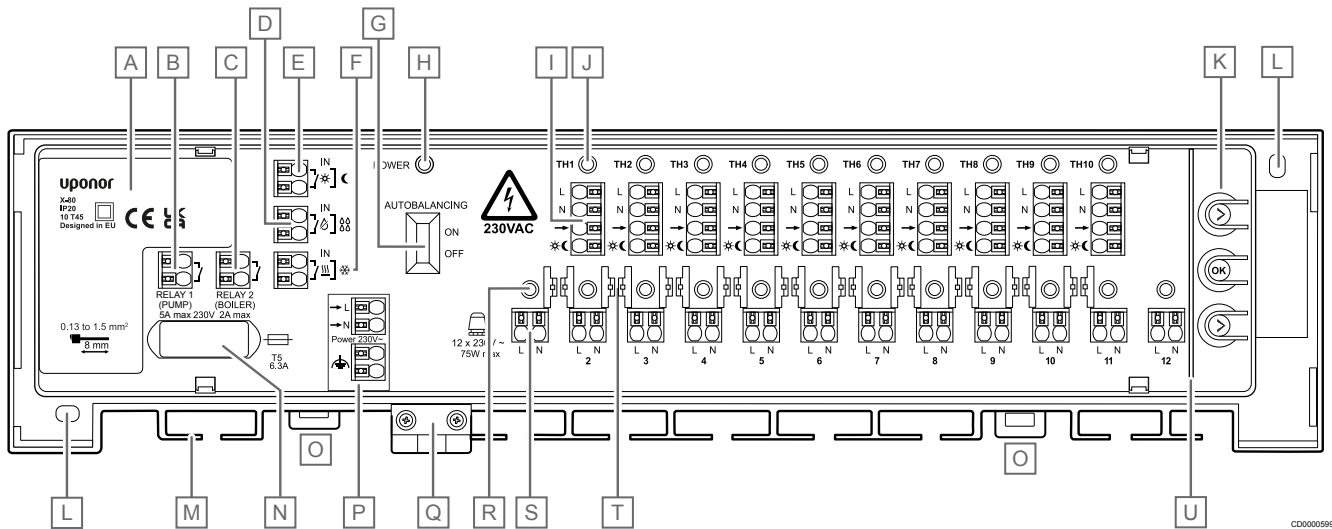 A
B
C
D
E
F
G
H
I
J
K
L
uponor
X-80
IP20
10 T45
Designed in EU
CE UK CA
IN
IN
IN
POWER
AUTOBALANCING
ON
OFF
230VAC
TH1 TH2 TH3 TH4 TH5 TH6 TH7 TH8 TH9 TH10
L L L L L L L L L L
N N N N N N N N N N
OK
RELAY 1
(PUMP)
5A max 230V
RELAY 2
(BOILER)
2A max
0.13 to 1.5 mm²
8 mm
T5
6.3A
L
N
Power 230V~
12 x 230V~
75W max
L N L N L N L N L N L N L N L N L N L N L N L N
2 3 4 5 6 7 8 9 10 11 12
L
M
N
O
P
Q
R
S
T
O
U